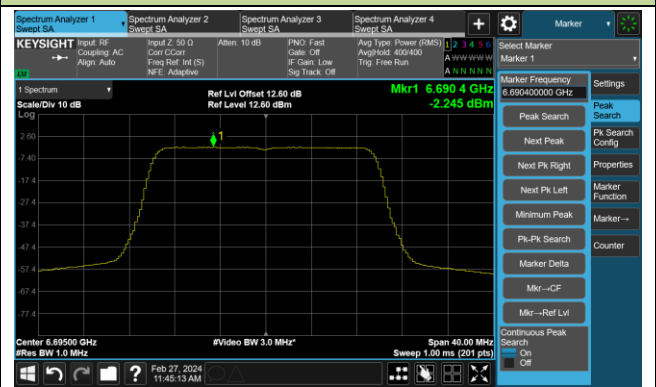 Spectrum Analyzer 1
Swept SA
Spectrum Analyzer 2
Swept SA
Spectrum Analyzer 3
Swept SA
Spectrum Analyzer 4
Swept SA
+
Marker
KEYSIGHT
Input: RF
Coupling: AC
Align: Auto
Input Z: 50 Ω
Corr CCorr
Freq Ref: Int (S)
NFE: Adaptive
Atten: 10 dB
PNO: Fast
Gate: Off
IF Gain: Low
Sig Track: Off
Avg Type: Power (RMS)
Avg|Hold: 400/400
Trig: Free Run
1 2 3 4 5 6
A W W W W W
A N N N N N
Select Marker
Marker 1
1 Spectrum
Scale/Div 10 dB
Log
Ref Lvl Offset 12.60 dB
Ref Level 12.60 dBm
Mkr1 6.690 4 GHz
-2.245 dBm
2.60
-7.40
-17.4
-27.4
-37.4
-47.4
-57.4
-67.4
-77.4
1
Center 6.69500 GHz
#Res BW 1.0 MHz
#Video BW 3.0 MHz*
Span 40.00 MHz
Sweep 1.00 ms (201 pts)
Marker Frequency
6.690400000 GHz
Peak Search
Next Peak
Next Pk Right
Next Pk Left
Minimum Peak
Pk-Pk Search
Marker Delta
Mkr→CF
Mkr→Ref Lvl
Continuous Peak
Search
On
Off
Settings
Peak
Search
Pk Search
Config
Properties
Marker
Function
Marker→
Counter
?
Feb 27, 2024
11:45:13 AM